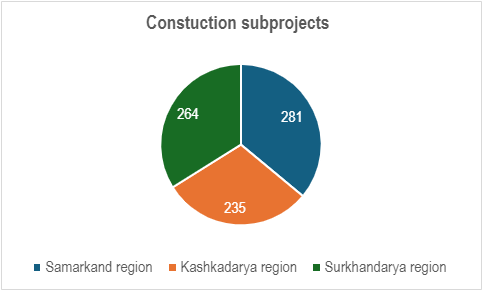 Constuction subprojects
264
281
235
Samarkand region
Kashkadarya region
Surkhandarya region